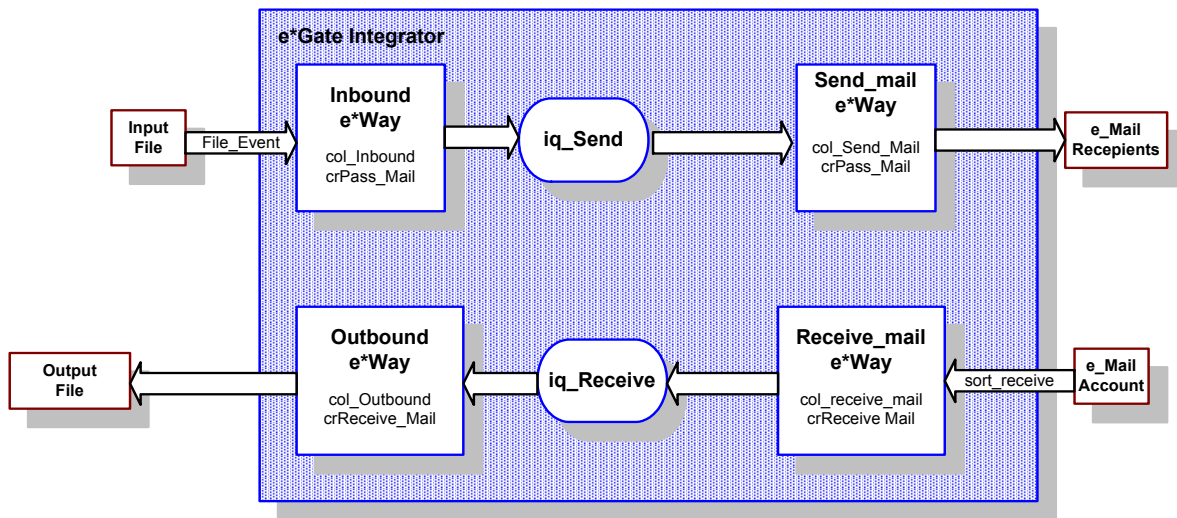 e*Gate Integrator
Input
File
File_Event
Inbound
e*Way
col_Inbound
crPass_Mail
iq_Send
Send_mail
e*Way
col_Send_Mail
crPass_Mail
e_Mail
Recepients
Output
File
Outbound
e*Way
col_Outbound
crReceive_Mail
iq_Receive
Receive_mail
e*Way
col_receive_mail
crReceive Mail
sort_receive
e_Mail
Account